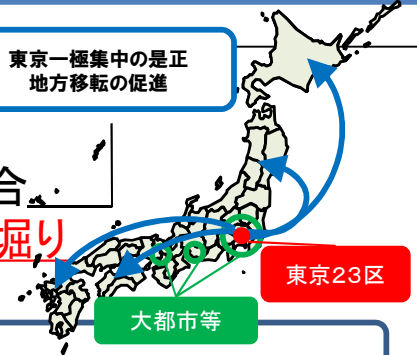 東京一極集中の是正
地方移転の促進
合
掘り
東京23区
大都市等